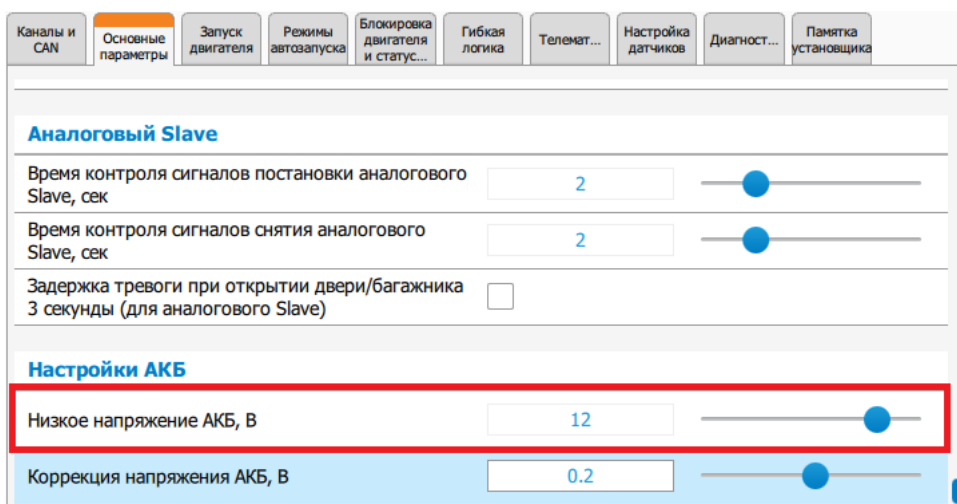 Каналы и CAN
Основные параметры
Запуск двигателя
Режимы автозапуска
Блокировка двигателя и статус...
Гибкая логика
Телемат...
Настройка датчиков
Диагност...
Памятка установщика
Аналоговый Slave
Время контроля сигналов постановки аналогового
Slave, сек
2
Время контроля сигналов снятия аналогового
Slave, сек
2
Задержка тревоги при открытии двери/багажника
3 секунды (для аналогового Slave)
Настройки АКБ
Низкое напряжение АКБ, В
12
Коррекция напряжения АКБ, В
0.2